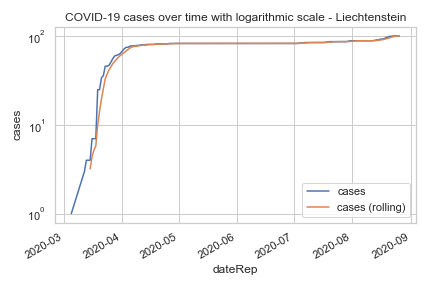 COVID-19 cases over time with logarithmic scale - Liechtenstein
10²
10¹
10⁰
cases
2020-03
2020-04
2020-05
2020-06
2020-07
2020-08
2020-09
dateRep
cases
cases (rolling)